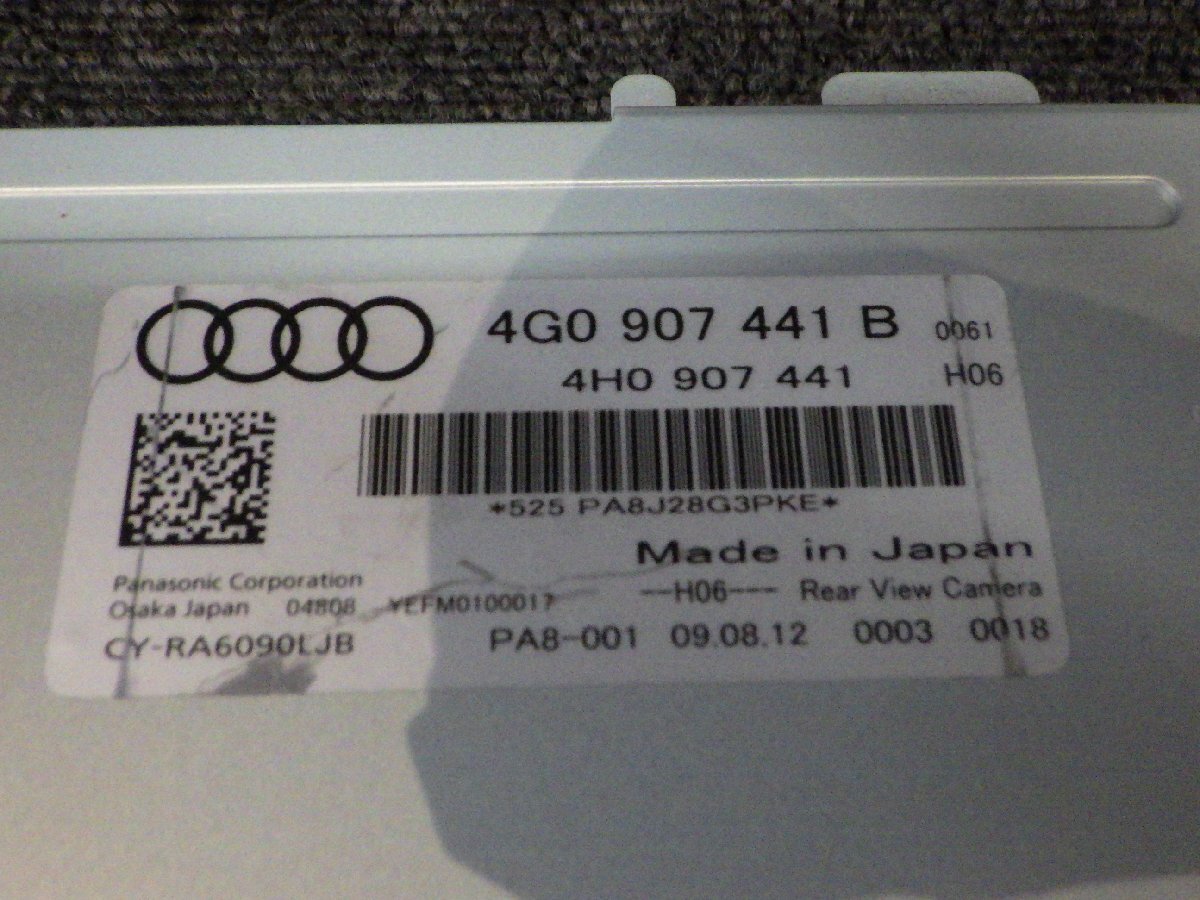 4G0 907 441 B 0061
4H0 907 441 H06
*525 PA8J28G3PKE*
Made in Japan
Panasonic Corporation
Osaka Japan 04808 YEFM0100017
--H06--- Rear View Camera
CY-RA6090LJB
PA8-001 09.08.12 0003 0018